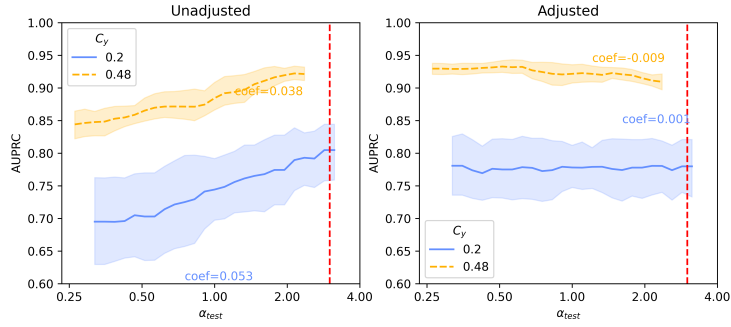 Unadjusted
AUPRC
1.00
0.95
0.90
0.85
0.80
0.75
0.70
0.65
0.60
C_y
0.2
0.48
coef=0.038
coef=0.053
0.25 0.50 1.00 2.00 4.00
α_test
Adjusted
AUPRC
1.00
0.95
0.90
0.85
0.80
0.75
0.70
0.65
0.60
coef=-0.009
coef=0.001
C_y
0.2
0.48
0.25 0.50 1.00 2.00 4.00
α_test